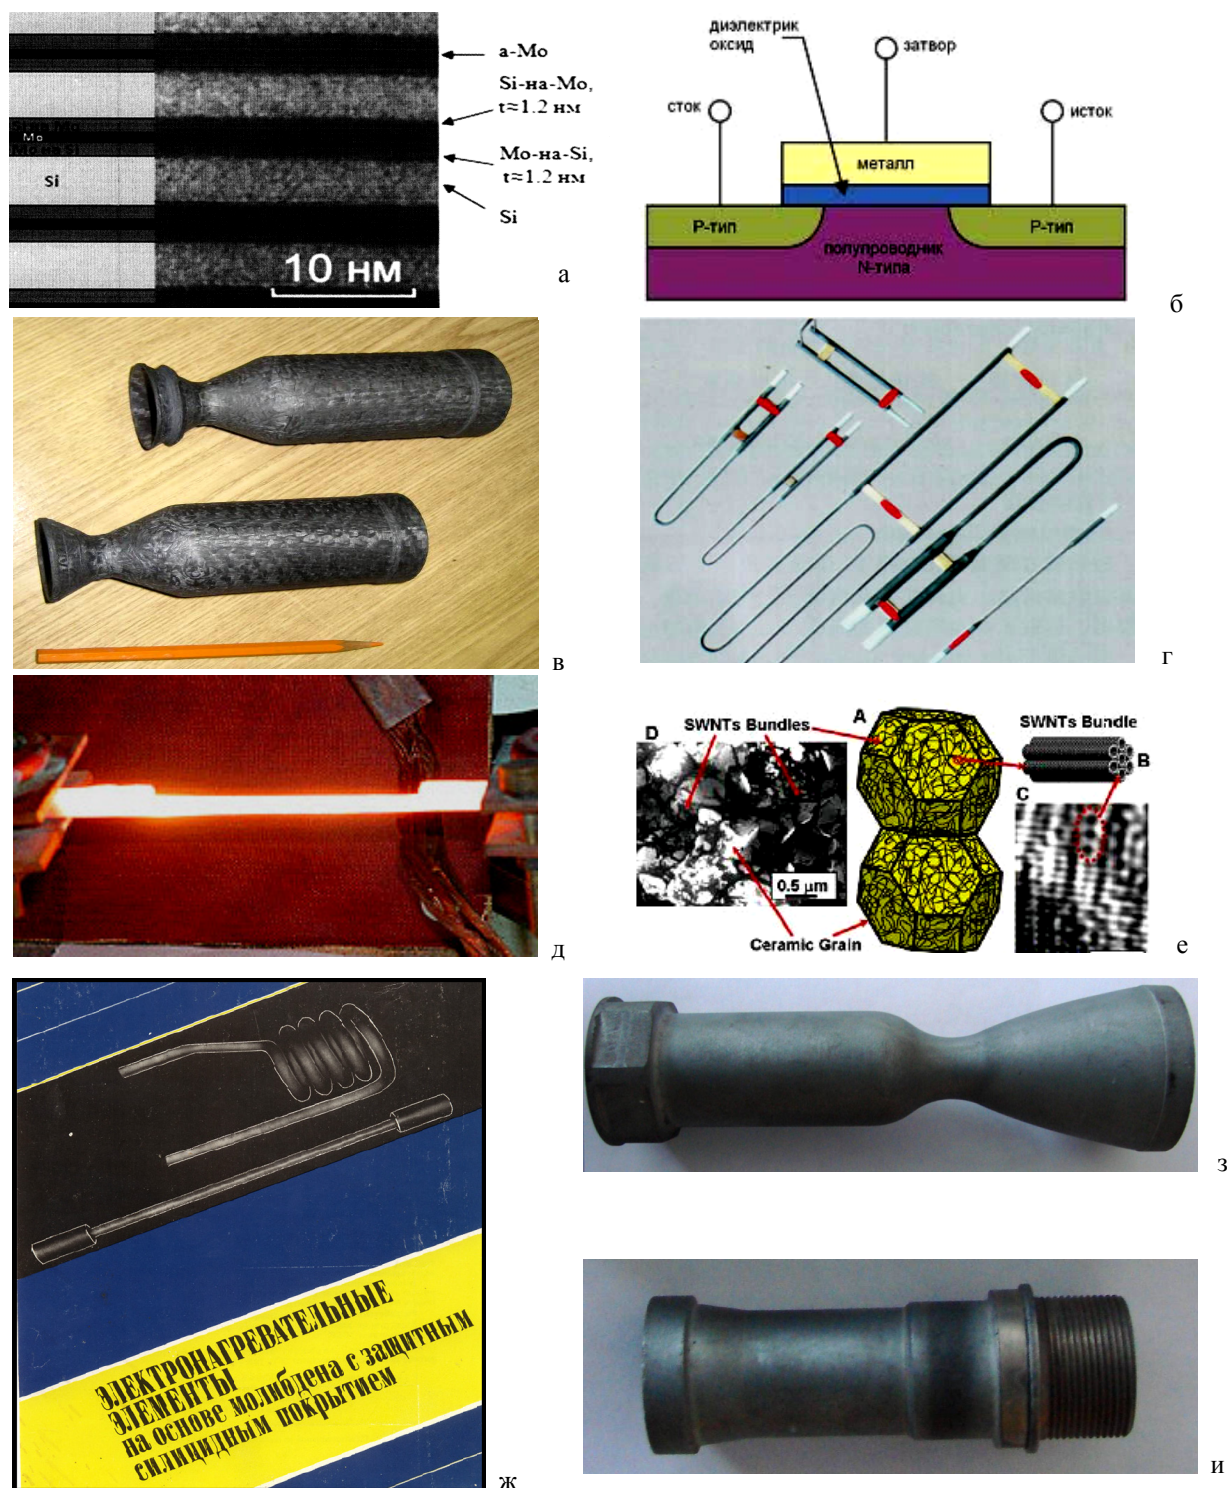 a-Mo
Si-на-Mo,
t≈1.2 нм
Mo-на-Si,
t≈1.2 нм
Si
Mo
Si
10 нм
а
диэлектрик
оксид
затвор
сток
исток
металл
P-тип
P-тип
полупроводник
N-типа
б
в
г
д
SWNTs Bundles
A
SWNTs Bundle
D
B
C
0.5 µm
Ceramic Grain
е
ЭЛЕКТРОНАГРЕВАТЕЛЬНЫЕ
ЭЛЕМЕНТЫ
на основе молибдена с защитным
силицидным покрытием
ж
з
и